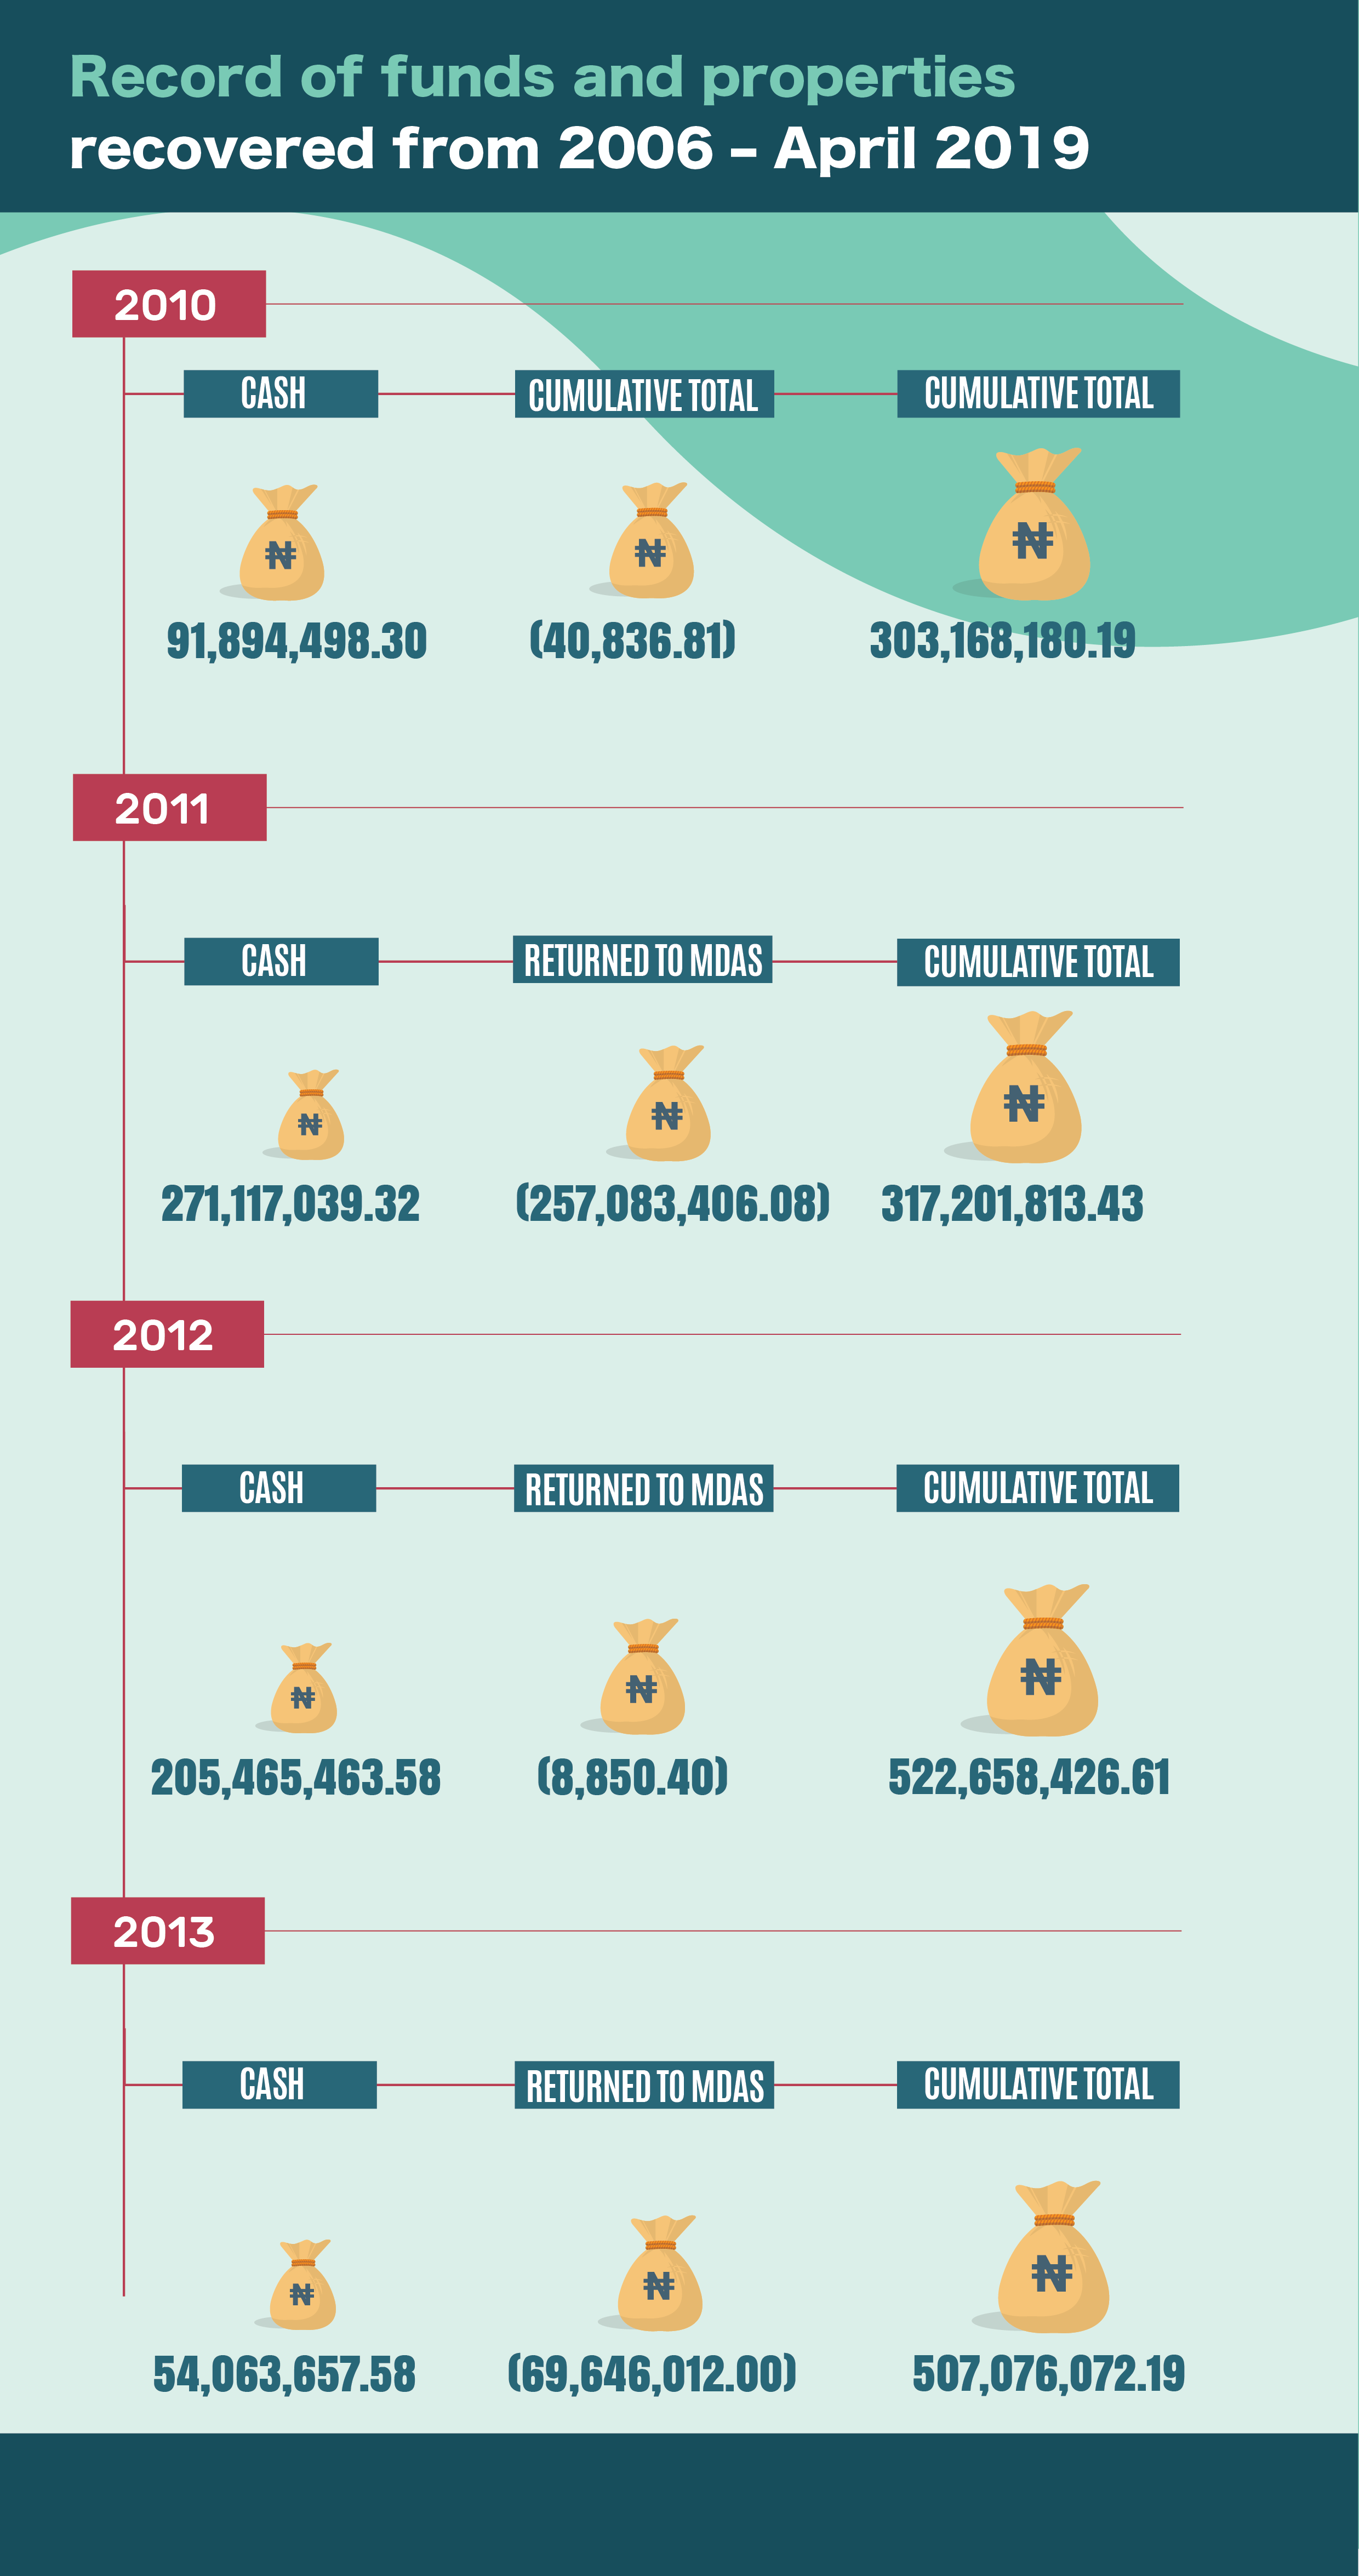 Record of funds and properties
recovered from 2006 – April 2019
2010
CASH
CUMULATIVE TOTAL
CUMULATIVE TOTAL
₦
₦
₦
91,894,498.30
(40,836.81)
303,168,180.19
2011
CASH
RETURNED TO MDAS
CUMULATIVE TOTAL
₦
₦
₦
271,117,039.32
(257,083,406.08)
317,201,813.43
2012
CASH
RETURNED TO MDAS
CUMULATIVE TOTAL
₦
₦
₦
205,465,463.58
(8,850.40)
522,658,426.61
2013
CASH
RETURNED TO MDAS
CUMULATIVE TOTAL
₦
₦
₦
54,063,657.58
(69,646,012.00)
507,076,072.19